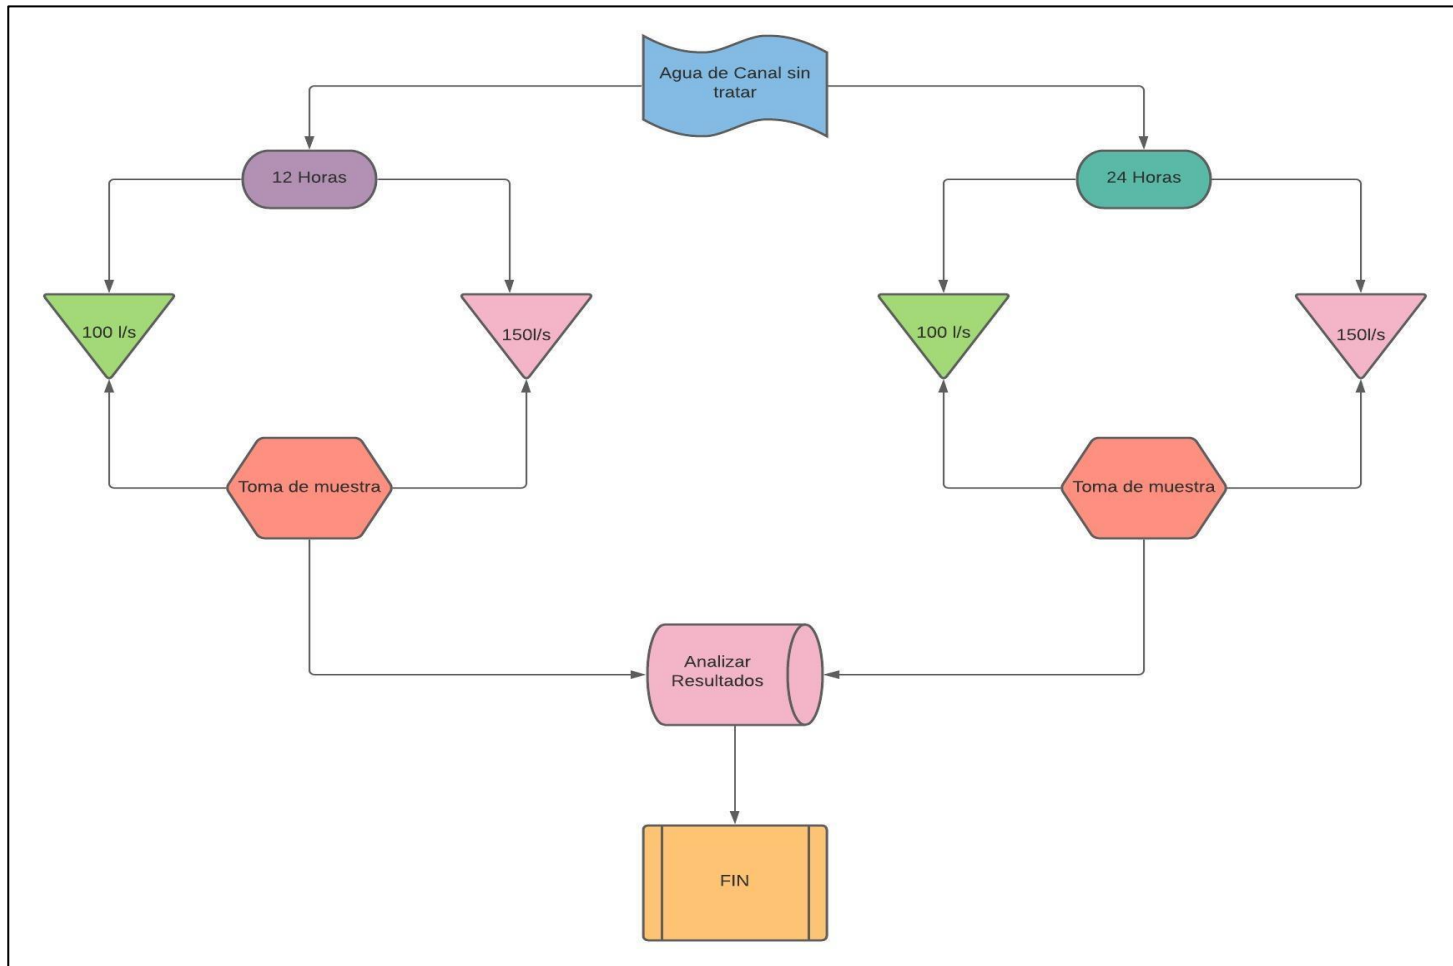 Agua de Canal sin
tratar
12 Horas
24 Horas
100 l/s
150l/s
100 l/s
150l/s
Toma de muestra
Toma de muestra
Analizar
Resultados
FIN